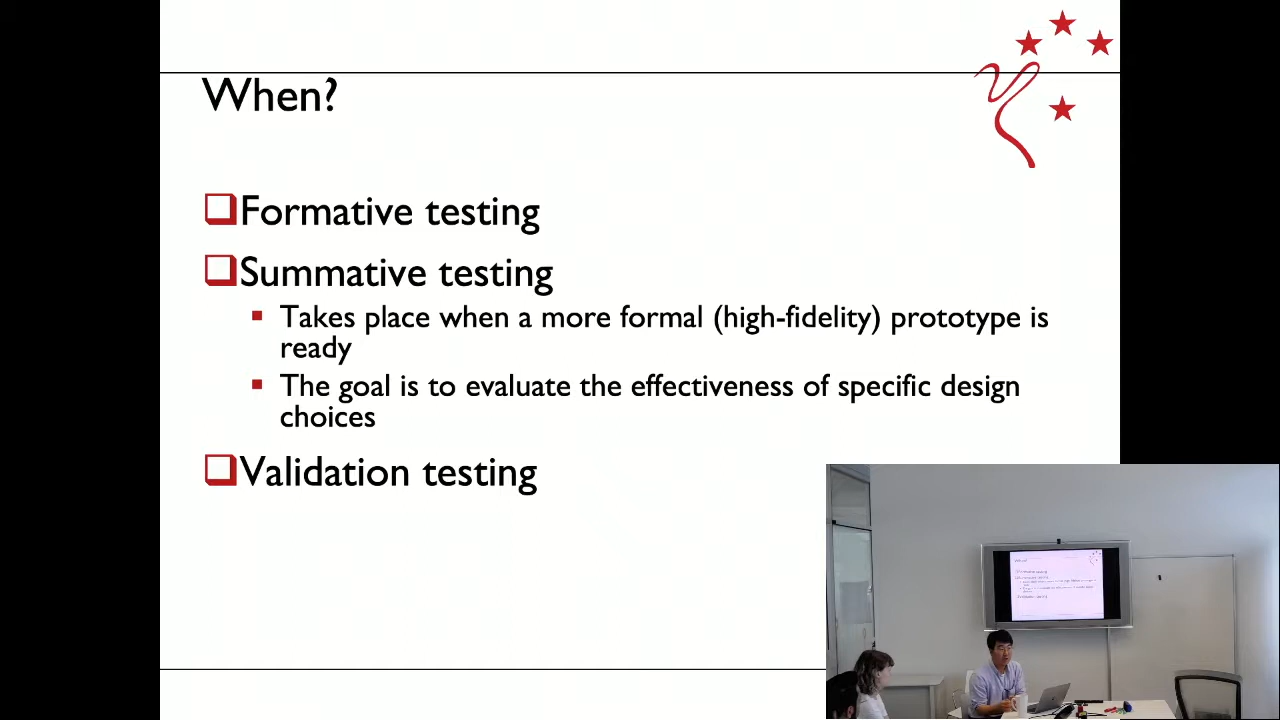 When?
Formative testing
Summative testing
Takes place when a more formal (high-fidelity) prototype is
ready
The goal is to evaluate the effectiveness of specific design
choices
Validation testing